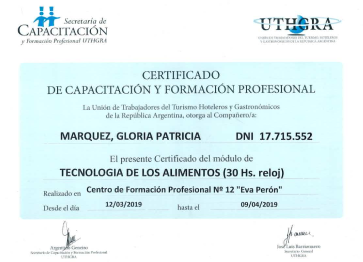 Secretaría de
CAPACITACIÓN
y Formación Profesional UTHGRA
UTHGRA
CERTIFICADO
DE CAPACITACIÓN Y FORMACIÓN PROFESIONAL
La Unión de Trabajadores del Turismo Hoteleros y Gastronómicos
de la República Argentina, otorga al Compañero/a:
MARQUEZ, GLORIA PATRICIA DNI 17.715.552
El presente Certificado del módulo de
TECNOLOGIA DE LOS ALIMENTOS (30 Hs. reloj)
Realizado en Centro de Formación Profesional Nº 12 "Eva Perón"
Desde el día 12/03/2019 hasta el 09/04/2019
Secretario de Capacitación y Formación Profesional
UTHGRA
José Luis Barrionuevo
Secretario General
UTHGRA